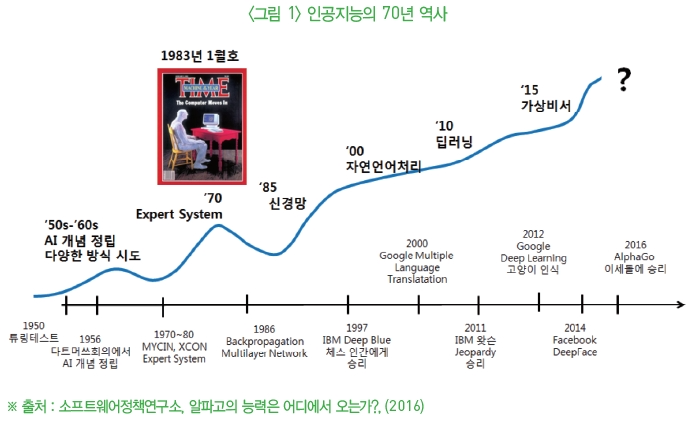 <그림 1> 인공지능의 70년 역사
1983년 1월호
MACHINE OF THE YEAR
TIME
The Computer Moves In
?
'15
가상비서
'10
딥러닝
'00
자연언어처리
'85
신경망
'70
Expert System
'50s-'60s
AI 개념 정립
다양한 방식 시도
2000
Google Multiple
Language
Translatation
2012
Google
Deep Learning
고양이 인식
2016
AlphaGo
이세돌에 승리
1950
튜링테스트
1956
다트머쓰회의에서
AI 개념 정립
1970~80
MYCIN, XCON
Expert System
1986
Backpropagation
Multilayer Network
1997
IBM Deep Blue
체스 인간에게
승리
2011
IBM 왓슨
Jeopardy
승리
2014
Facebook
DeepFace
※ 출처 : 소프트웨어정책연구소, 알파고의 능력은 어디에서 오는가?, (2016)